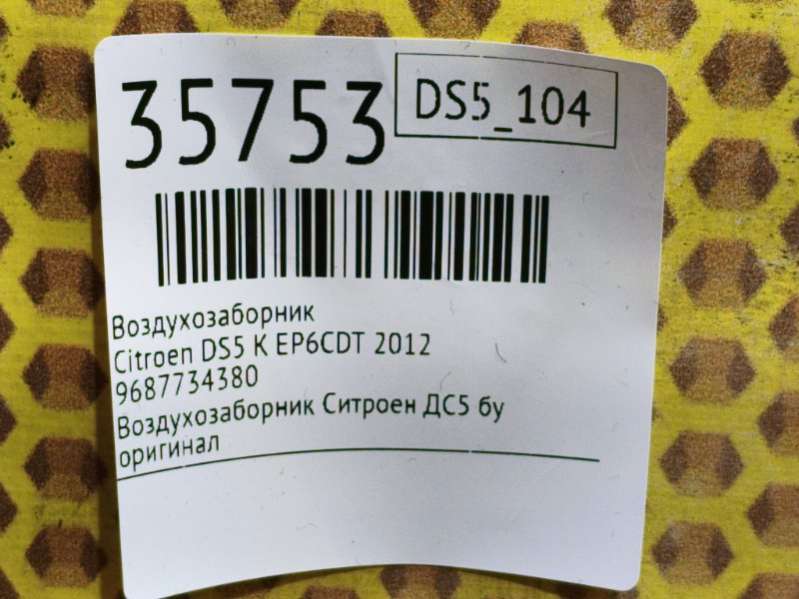 35753
DS5_104
Воздухозаборник
Citroen DS5 K EP6CDT 2012
9687734380
Воздухозаборник Ситроен ДС5 бу
оригинал